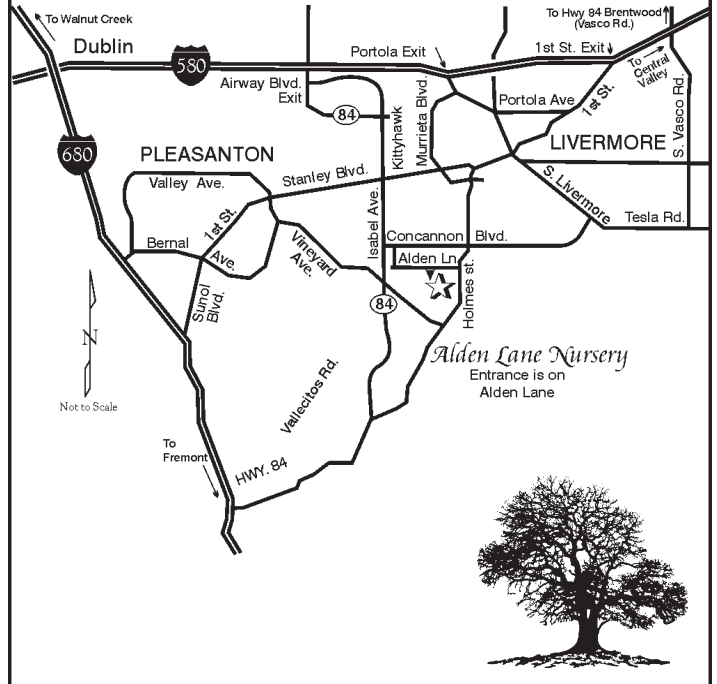 To Walnut Creek
Dublin
580
Portola Exit
1st St. Exit
To Hwy 84 Brentwood
(Vasco Rd.)
To
Central
Valley
Airway Blvd.
Exit
84
Kittyhawk
Murrieta Blvd.
Portola Ave
1st St.
S. Vasco Rd.
680
PLEASANTON
LIVERMORE
Valley Ave.
Stanley Blvd.
1st St.
Isabel Ave.
S. Livermore
Tesla Rd.
Bernal
Ave.
Vineyard
Ave.
Concannon Blvd.
Alden Ln
Holmes st.
Sunol
Blvd.
84
N
Not to Scale
Alden Lane Nursery
Entrance is on
Alden Lane
Vallecitos Rd.
To
Fremont
HWY. 84